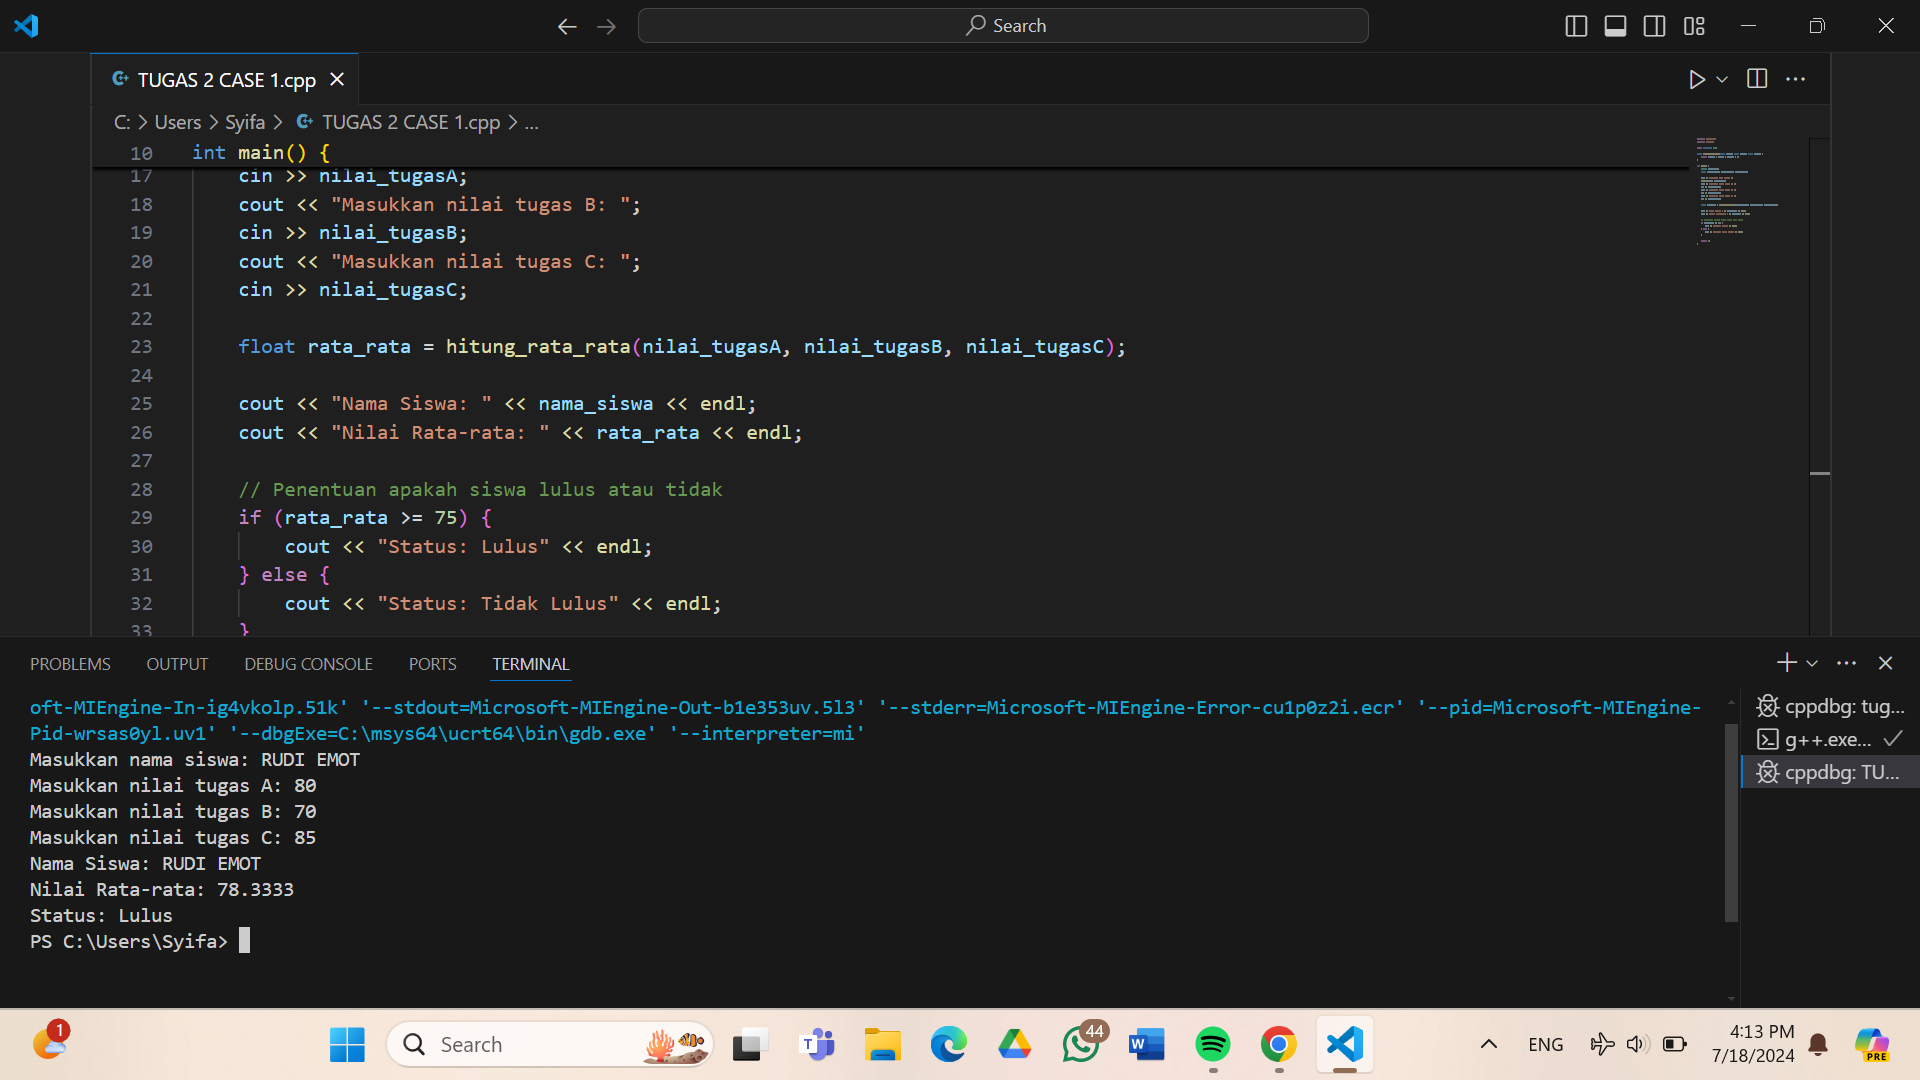 Search
TUGAS 2 CASE 1.cpp
C: > Users > Syifa > TUGAS 2 CASE 1.cpp > ...
10 int main() {
17 cin >> nilai_tugasA;
18 cout << "Masukkan nilai tugas B: ";
19 cin >> nilai_tugasB;
20 cout << "Masukkan nilai tugas C: ";
21 cin >> nilai_tugasC;
22
23 float rata_rata = hitung_rata_rata(nilai_tugasA, nilai_tugasB, nilai_tugasC);
24
25 cout << "Nama Siswa: " << nama_siswa << endl;
26 cout << "Nilai Rata-rata: " << rata_rata << endl;
27
28 // Penentuan apakah siswa lulus atau tidak
29 if (rata_rata >= 75) {
30 cout << "Status: Lulus" << endl;
31 } else {
32 cout << "Status: Tidak Lulus" << endl;
33 }
PROBLEMS OUTPUT DEBUG CONSOLE PORTS TERMINAL
oft-MIEngine-In-ig4vkolp.51k' '--stdout=Microsoft-MIEngine-Out-b1e353uv.5l3' '--stderr=Microsoft-MIEngine-Error-cu1p0z2i.ecr' '--pid=Microsoft-MIEngine-
Pid-wrsas0yl.uv1' '--dbgExe=C:\msys64\ucrt64\bin\gdb.exe' '--interpreter=mi'
Masukkan nama siswa: RUDI EMOT
Masukkan nilai tugas A: 80
Masukkan nilai tugas B: 70
Masukkan nilai tugas C: 85
Nama Siswa: RUDI EMOT
Nilai Rata-rata: 78.3333
Status: Lulus
PS C:\Users\Syifa>
cppdbg: tug...
g++.exe...
cppdbg: TU...
1
Search
44
ENG
4:13 PM
7/18/2024
PRE